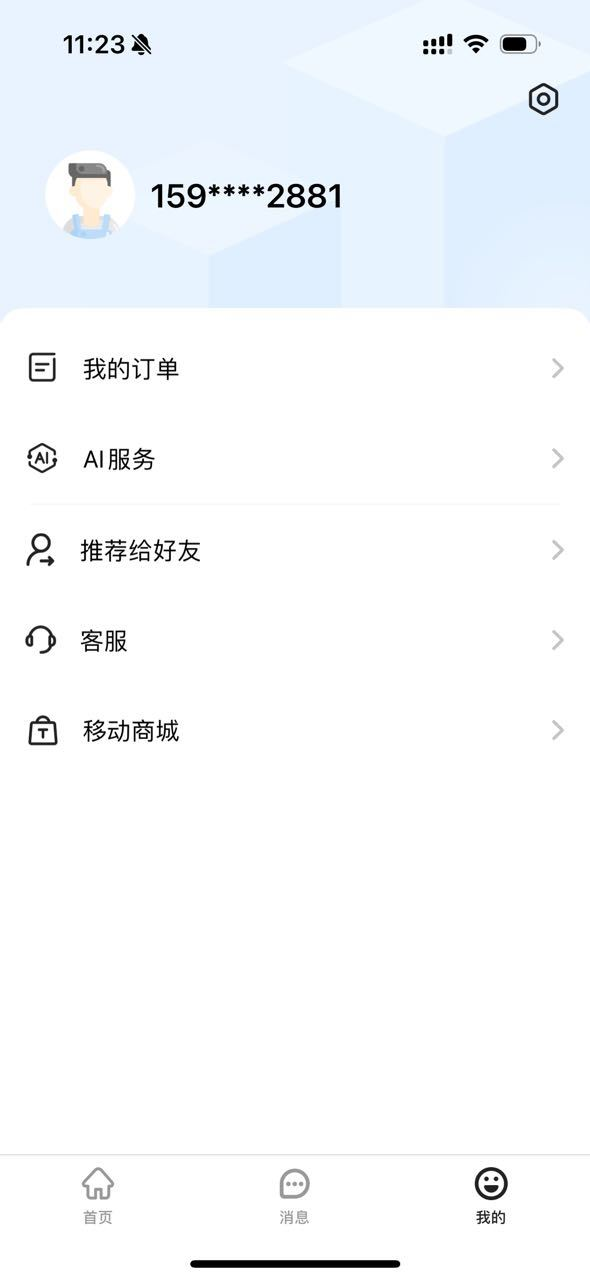 11:23
159****2881
我的订单
AI服务
推荐给好友
客服
移动商城
首页
消息
我的